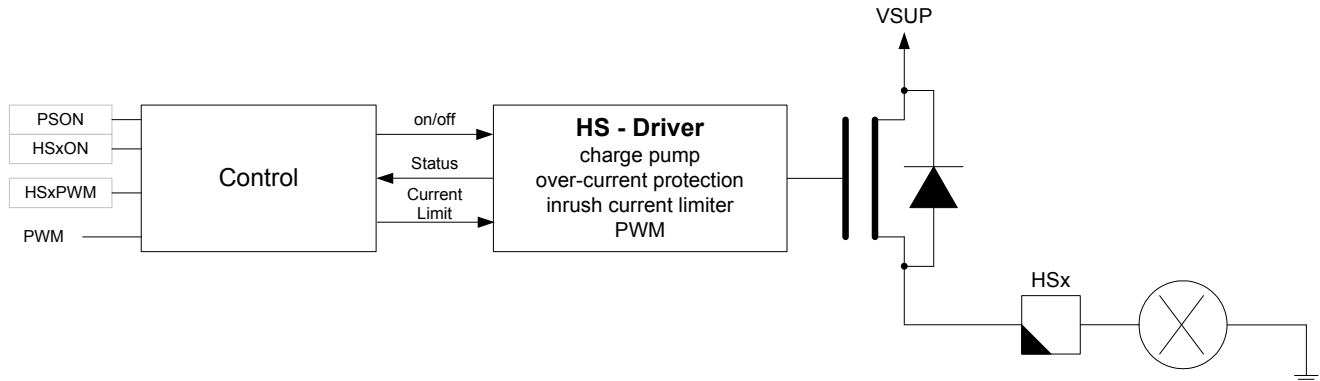 VSUP
PSON
HSxON
HSxPWM
PWM
Control
on/off
Status
Current
Limit
HS - Driver
charge pump
over-current protection
inrush current limiter
PWM
HSx